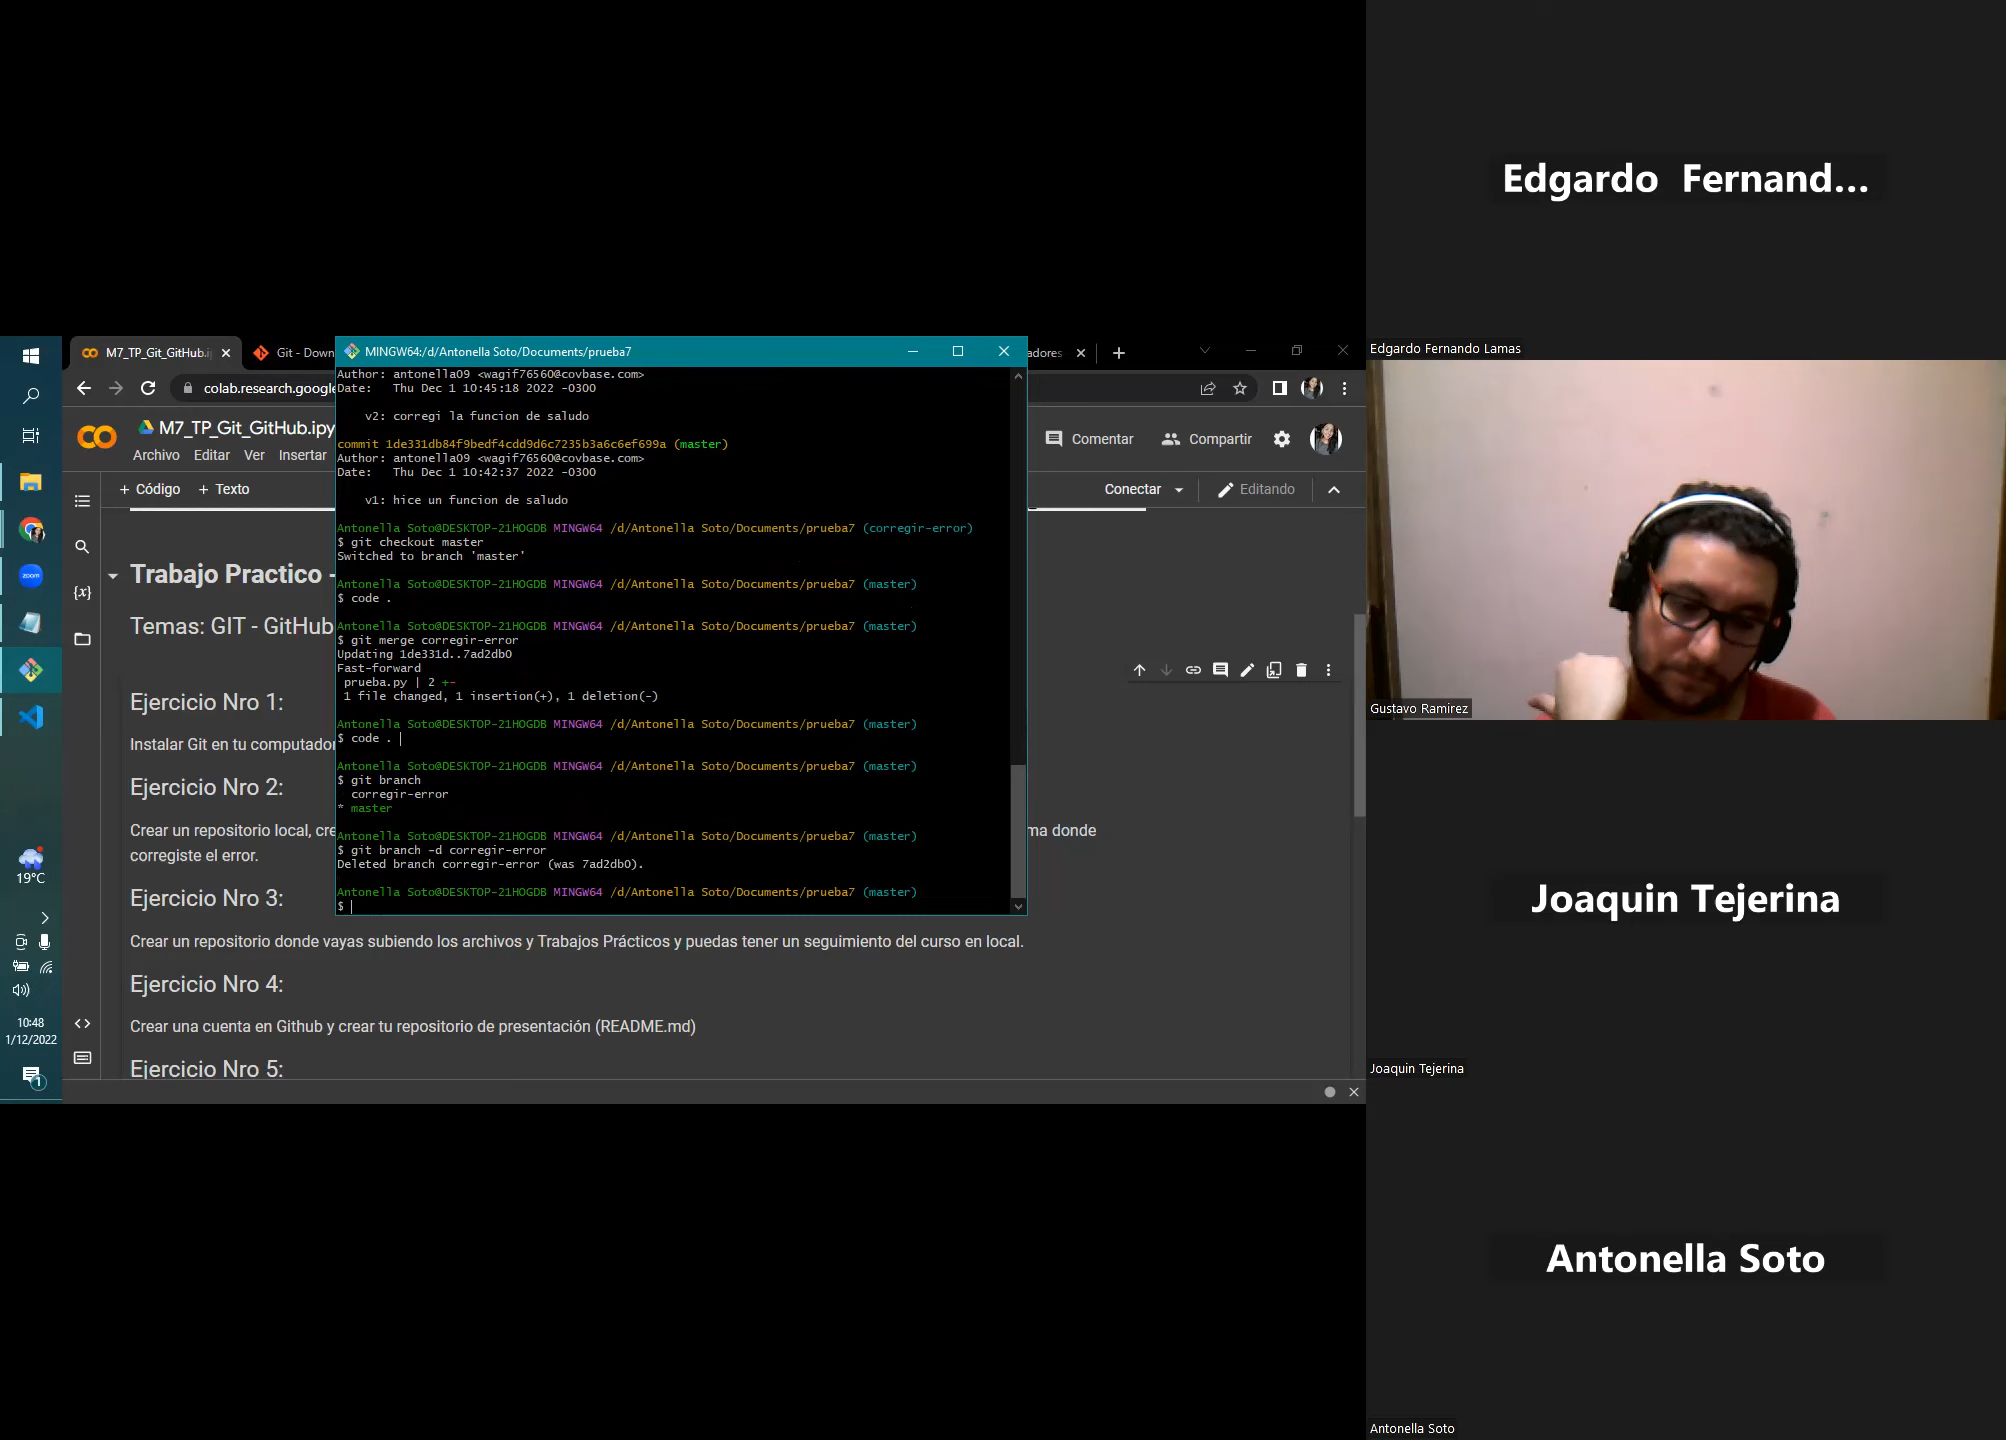 M7_TP_Git_GitHub.i
Git - Down
MINGW64:/d/Antonella Soto/Documents/prueba7
adores
colab.research.google
M7_TP_Git_GitHub.ipy
Archivo Editar Ver Insertar
Comentar
Compartir
+ Código + Texto
Conectar
Editando
Author: antonella09 <wagif76560@covbase.com>
Date:   Thu Dec 1 10:45:18 2022 -0300
v2: corregi la funcion de saludo
commit 1de331db84f9bedf4cdd9d6c7235b3a6c6ef699a (master)
Author: antonella09 <wagif76560@covbase.com>
Date:   Thu Dec 1 10:42:37 2022 -0300
v1: hice un funcion de saludo
Antonella Soto@DESKTOP-21HOGDB MINGW64 /d/Antonella Soto/Documents/prueba7 (corregir-error)
$ git checkout master
Switched to branch 'master'
Antonella Soto@DESKTOP-21HOGDB MINGW64 /d/Antonella Soto/Documents/prueba7 (master)
$ code .
Antonella Soto@DESKTOP-21HOGDB MINGW64 /d/Antonella Soto/Documents/prueba7 (master)
$ git merge corregir-error
Updating 1de331d..7ad2db0
Fast-forward
prueba.py | 2 +-
1 file changed, 1 insertion(+), 1 deletion(-)
Antonella Soto@DESKTOP-21HOGDB MINGW64 /d/Antonella Soto/Documents/prueba7 (master)
$ code .
Antonella Soto@DESKTOP-21HOGDB MINGW64 /d/Antonella Soto/Documents/prueba7 (master)
$ git branch
corregir-error
* master
Antonella Soto@DESKTOP-21HOGDB MINGW64 /d/Antonella Soto/Documents/prueba7 (master)
$ git branch -d corregir-error
Deleted branch corregir-error (was 7ad2db0).
Antonella Soto@DESKTOP-21HOGDB MINGW64 /d/Antonella Soto/Documents/prueba7 (master)
$
Trabajo Practico -
Temas: GIT - GitHub
Ejercicio Nro 1:
Instalar Git en tu computador
Ejercicio Nro 2:
Crear un repositorio local, cre
ma donde
corregiste el error.
Ejercicio Nro 3:
Crear un repositorio donde vayas subiendo los archivos y Trabajos Prácticos y puedas tener un seguimiento del curso en local.
Ejercicio Nro 4:
Crear una cuenta en Github y crear tu repositorio de presentación (README.md)
Ejercicio Nro 5:
{x}
zoom
19°C
10:48
1/12/2022
1
Edgardo Fernand...
Edgardo Fernando Lamas
Gustavo Ramirez
Joaquin Tejerina
Joaquin Tejerina
Antonella Soto
Antonella Soto